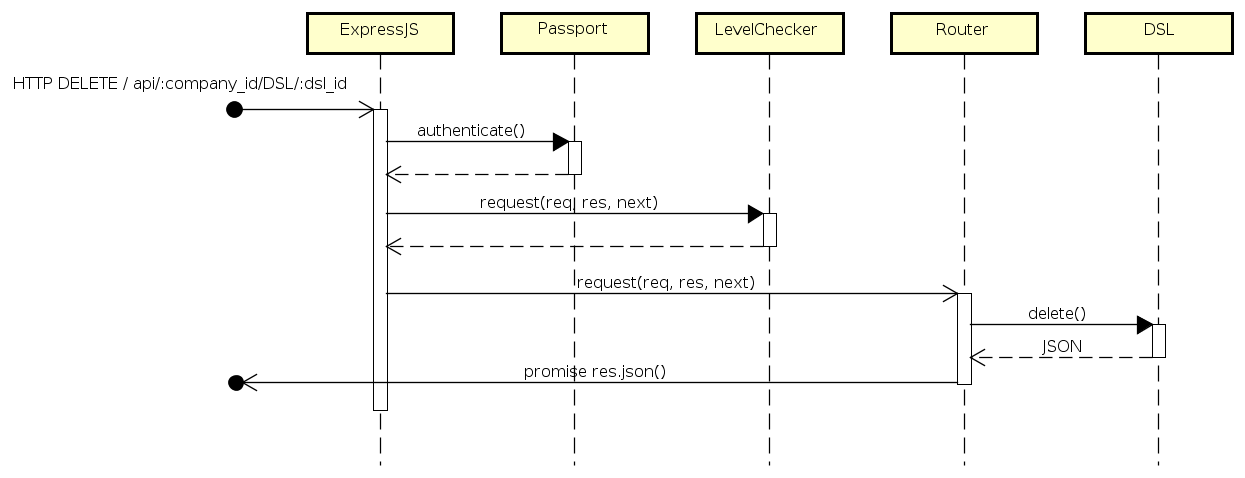 ExpressJS
Passport
LevelChecker
Router
DSL
HTTP DELETE / api/:company_id/DSL/:dsl_id
authenticate()
request(req, res, next)
request(req, res, next)
delete()
JSON
promise res.json()